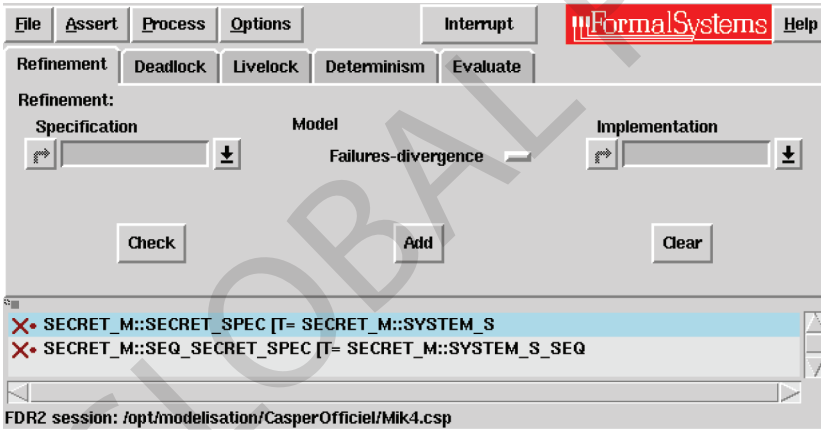 File Assert Process Options Interrupt FormalSystems Help
Refinement Deadlock Livelock Determinism Evaluate
Refinement:
Specification Model Implementation
Failures-divergence
Check Add Clear
SECRET_M::SECRET_SPEC [T= SECRET_M::SYSTEM_S
SECRET_M::SEQ_SECRET_SPEC [T= SECRET_M::SYSTEM_S_SEQ
FDR2 session: /opt/modelisation/CasperOfficiel/Mik4.csp
GLOBAL